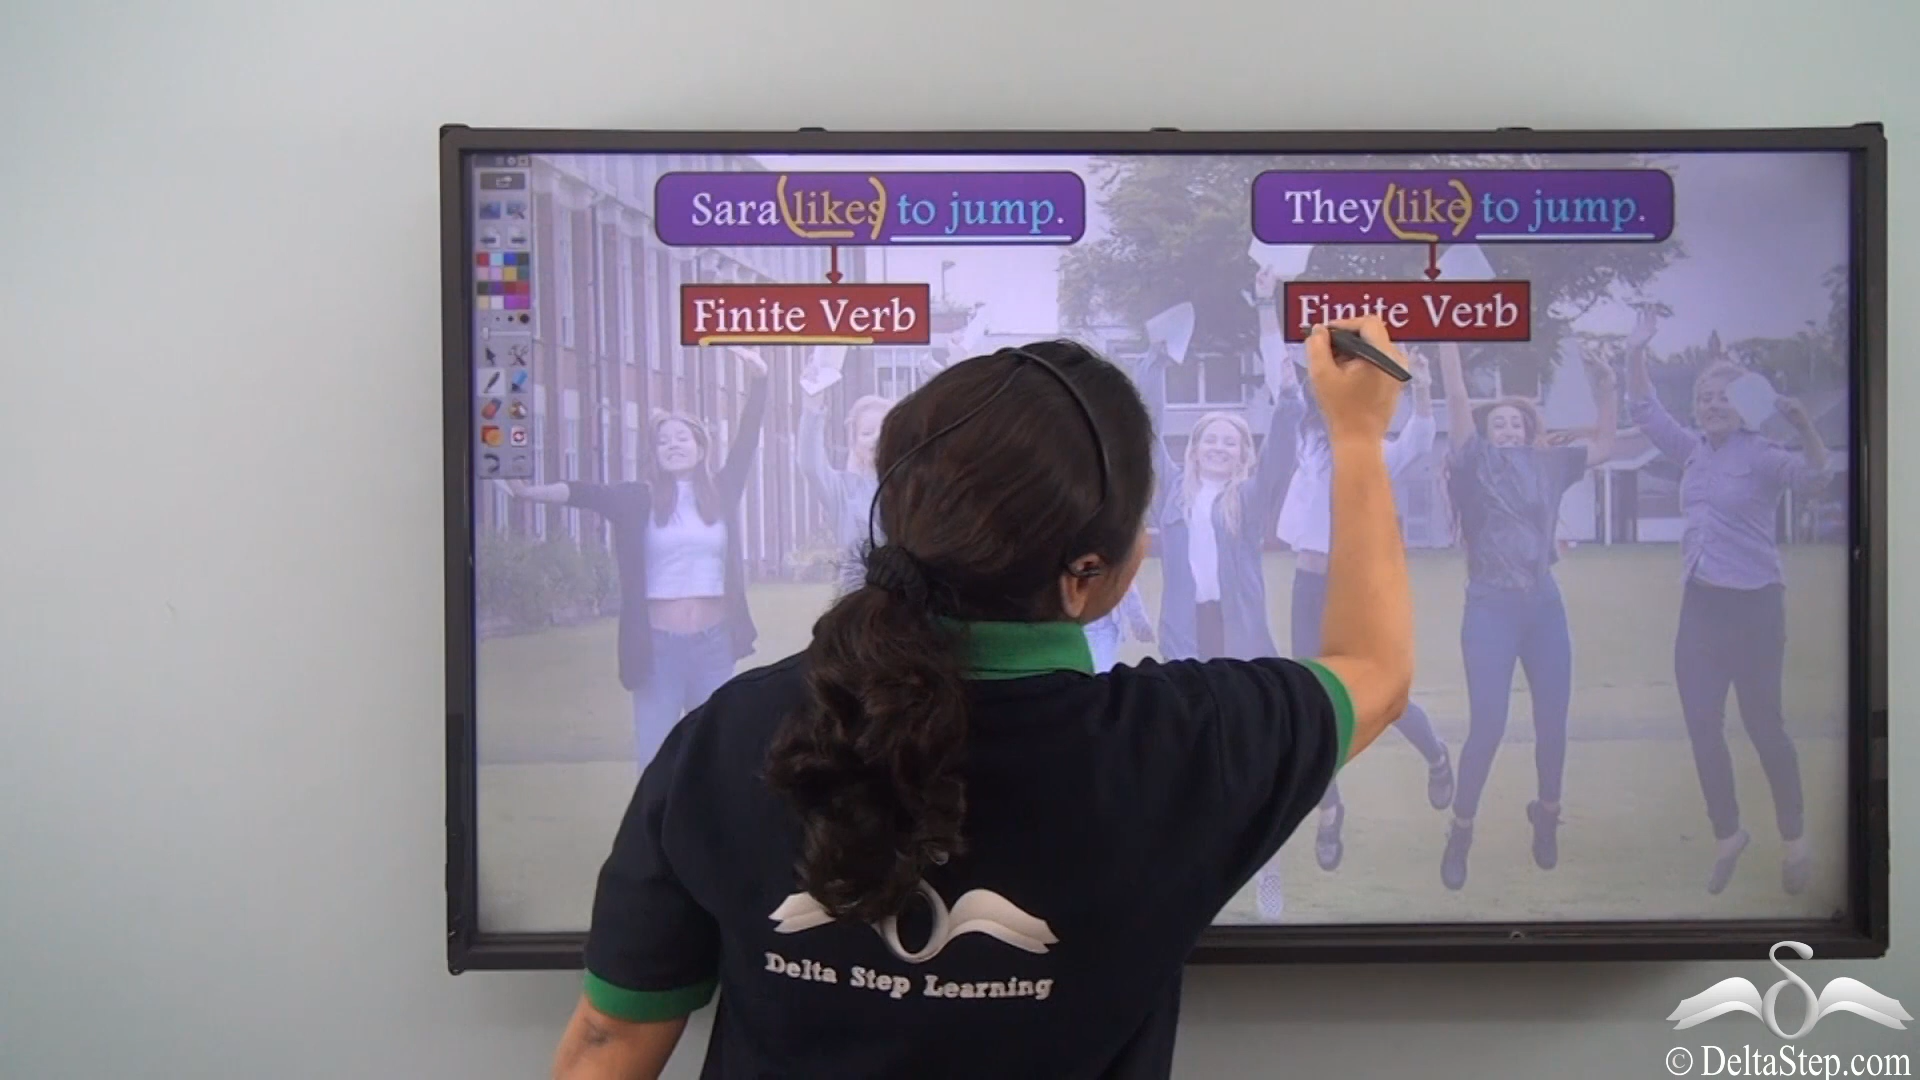 Sara likes to jump.
They like to jump.
Finite Verb
Finite Verb
Delta Step Learning
© DeltaStep.com